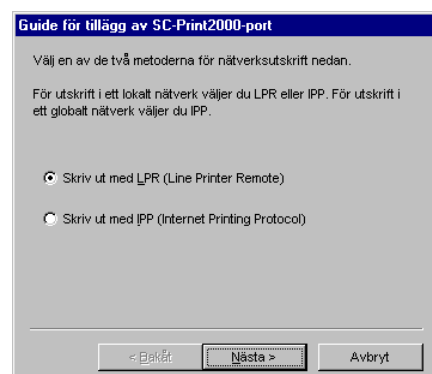 Guide för tillägg av SC-Print2000-port
Välj en av de två metoderna för nätverksutskrift nedan.
För utskrift i ett lokalt nätverk väljer du LPR eller IPP. För utskrift i
ett globalt nätverk väljer du IPP.
Skriv ut med LPR (Line Printer Remote)
Skriv ut med IPP (Internet Printing Protocol)
< Bakåt Nästa > Avbryt